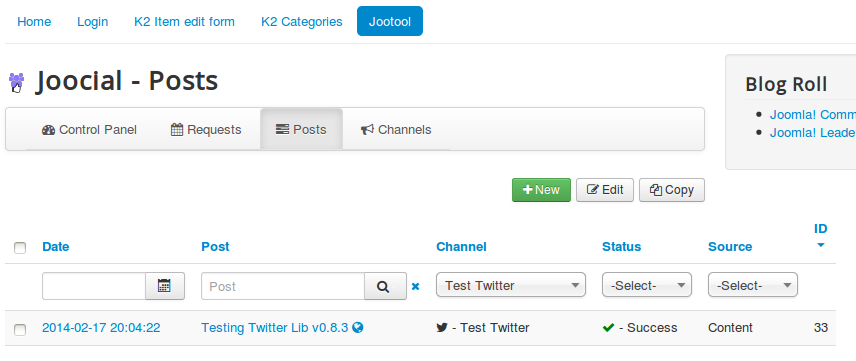 Home Login K2 Item edit form K2 Categories Jootool
Joocial - Posts
Blog Roll
Joomla! Comm
Joomla! Leade
Control Panel Requests Posts Channels
New Edit Copy
ID
Date Post Channel Status Source
Post Test Twitter -Select- -Select-
2014-02-17 20:04:22 Testing Twitter Lib v0.8.3 - Test Twitter - Success Content 33